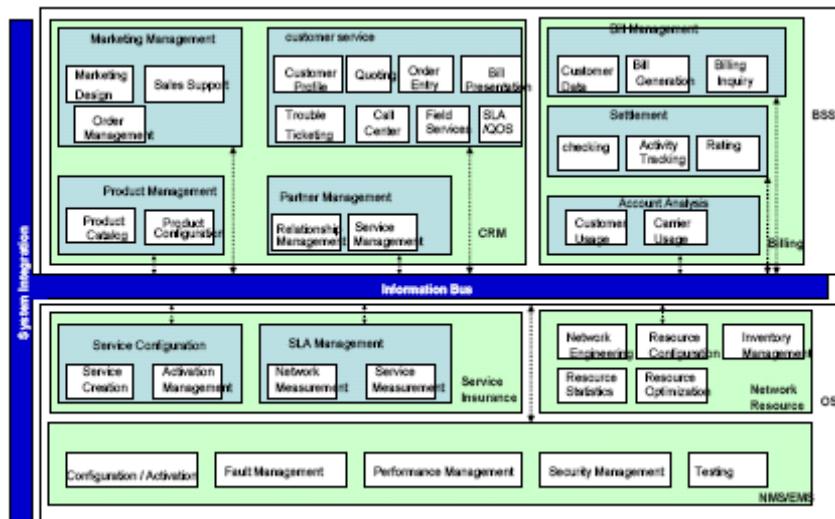 Marketing Management
Marketing
Design
Sales Support
Order
Management
customer service
Customer
Profile
Quoting
Order
Entry
Bill
Presentation
Trouble
Ticketing
Call
Center
Field
Services
SLA
/QOS
Bill Management
Customer
Data
Bill
Generation
Billing
Inquiry
Settlement
checking
Activity
Tracking
Rating
BSS
Product Management
Product
Catalog
Product
Configuration
Partner Management
Relationship
Management
Service
Management
CRM
Account Analysis
Customer
Usage
Carrier
Usage
Billing
System Integration
Information Bus
Service Configuration
Service
Creation
Activation
Management
SLA Management
Network
Measurement
Service
Measurement
Service
Insurance
Network
Engineering
Resource
Configuration
Inventory
Management
Resource
Statistics
Resource
Optimization
Network
Resource
OS
Configuration / Activation
Fault Management
Performance Management
Security Management
Testing
NMS/EMS